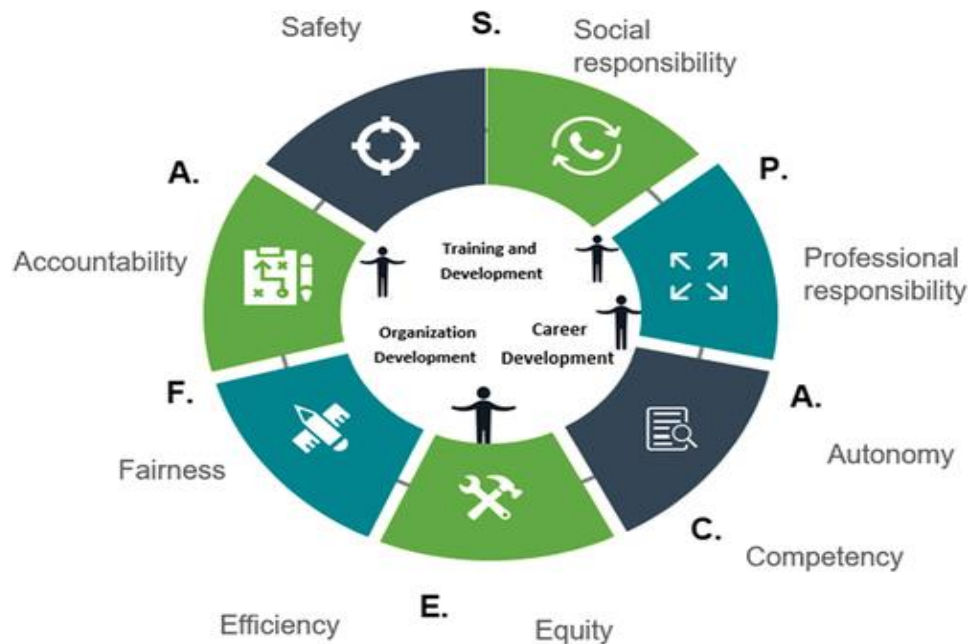 Safety
S.
Social
responsibility
A.
P.
Accountability
Training and
Development
Professional
responsibility
Organization
Development
Career
Development
F.
A.
Fairness
Autonomy
C.
Competency
E.
Efficiency
Equity